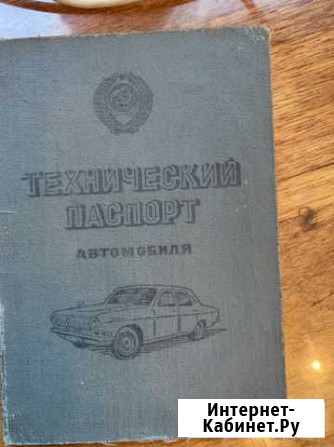 ТЕХНИЧЕСКИЙ
ПАСПОРТ
АВТОМОБИЛЯ
Интернет-
Кабинет.Ру